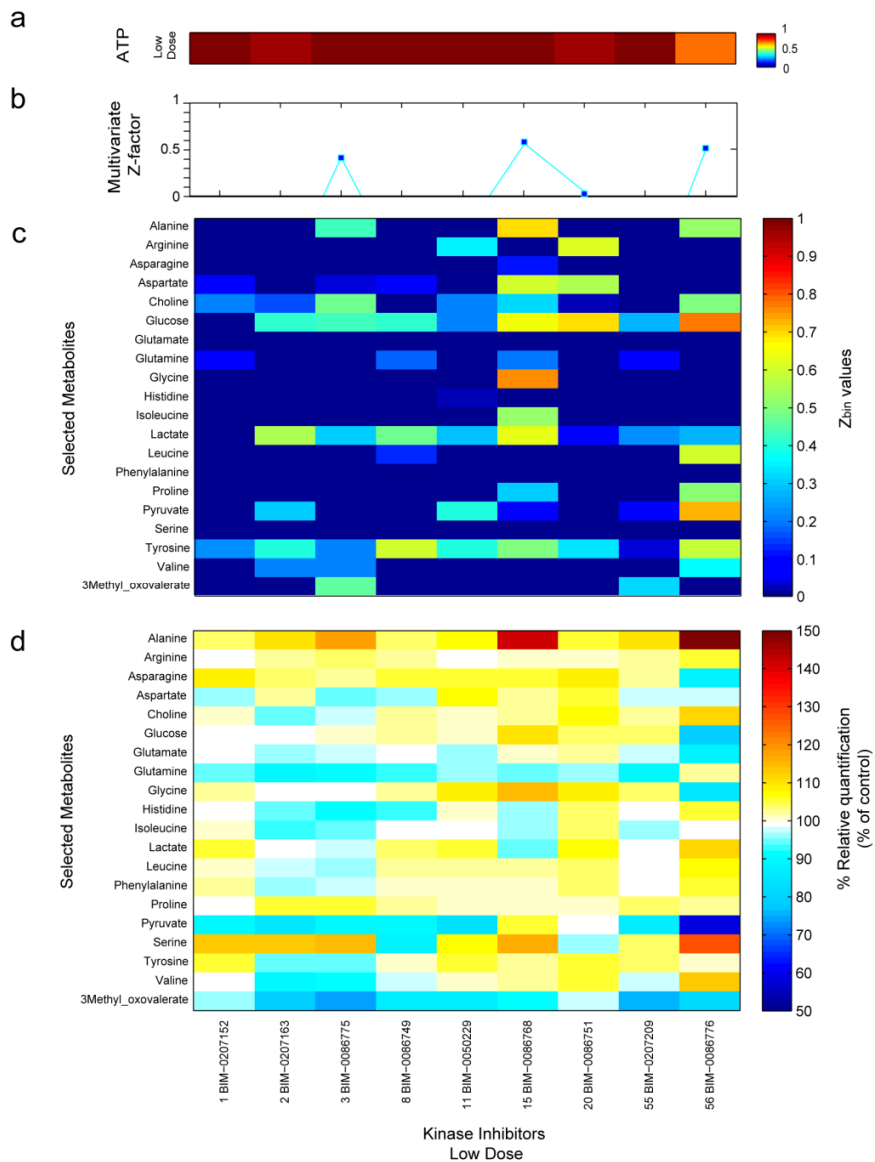 a
ATP
Low
Dose
1
0.5
0
b
Multivariate
Z-factor
1
0.5
0
c
Selected Metabolites
Alanine
Arginine
Asparagine
Aspartate
Choline
Glucose
Glutamate
Glutamine
Glycine
Histidine
Isoleucine
Lactate
Leucine
Phenylalanine
Proline
Pyruvate
Serine
Tyrosine
Valine
3Methyl_oxovalerate
1
0.9
0.8
0.7
0.6
0.5
0.4
0.3
0.2
0.1
0
Zbin values
d
Selected Metabolites
Alanine
Arginine
Asparagine
Aspartate
Choline
Glucose
Glutamate
Glutamine
Glycine
Histidine
Isoleucine
Lactate
Leucine
Phenylalanine
Proline
Pyruvate
Serine
Tyrosine
Valine
3Methyl_oxovalerate
150
140
130
120
110
100
90
80
70
60
50
% Relative quantification
(% of control)
1 BIM−0207152
2 BIM−0207163
3 BIM−0086775
8 BIM−0086749
11 BIM−0050229
15 BIM−0086768
20 BIM−0086751
55 BIM−0207209
56 BIM−0086776
Kinase Inhibitors
Low Dose